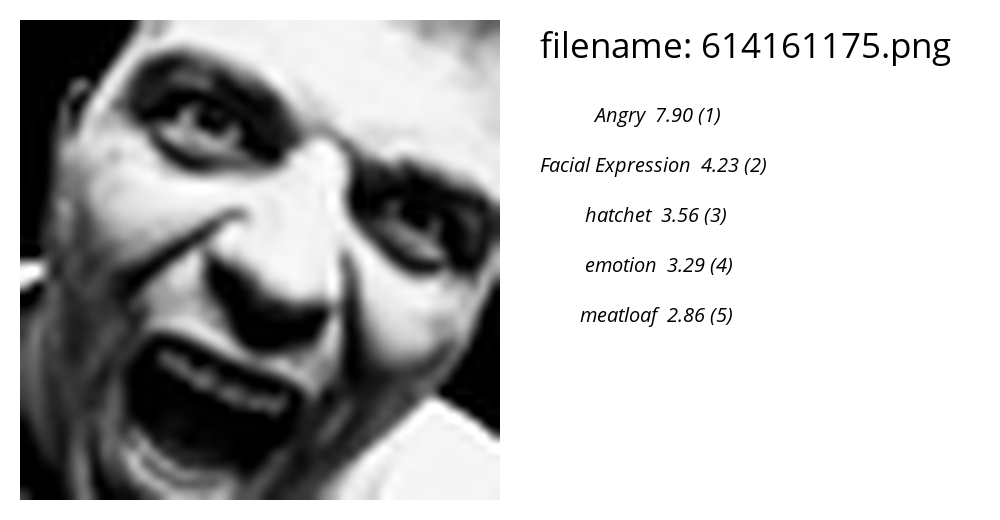 filename: 614161175.png
Angry 7.90 (1)
Facial Expression 4.23 (2)
hatchet 3.56 (3)
emotion 3.29 (4)
meatloaf 2.86 (5)